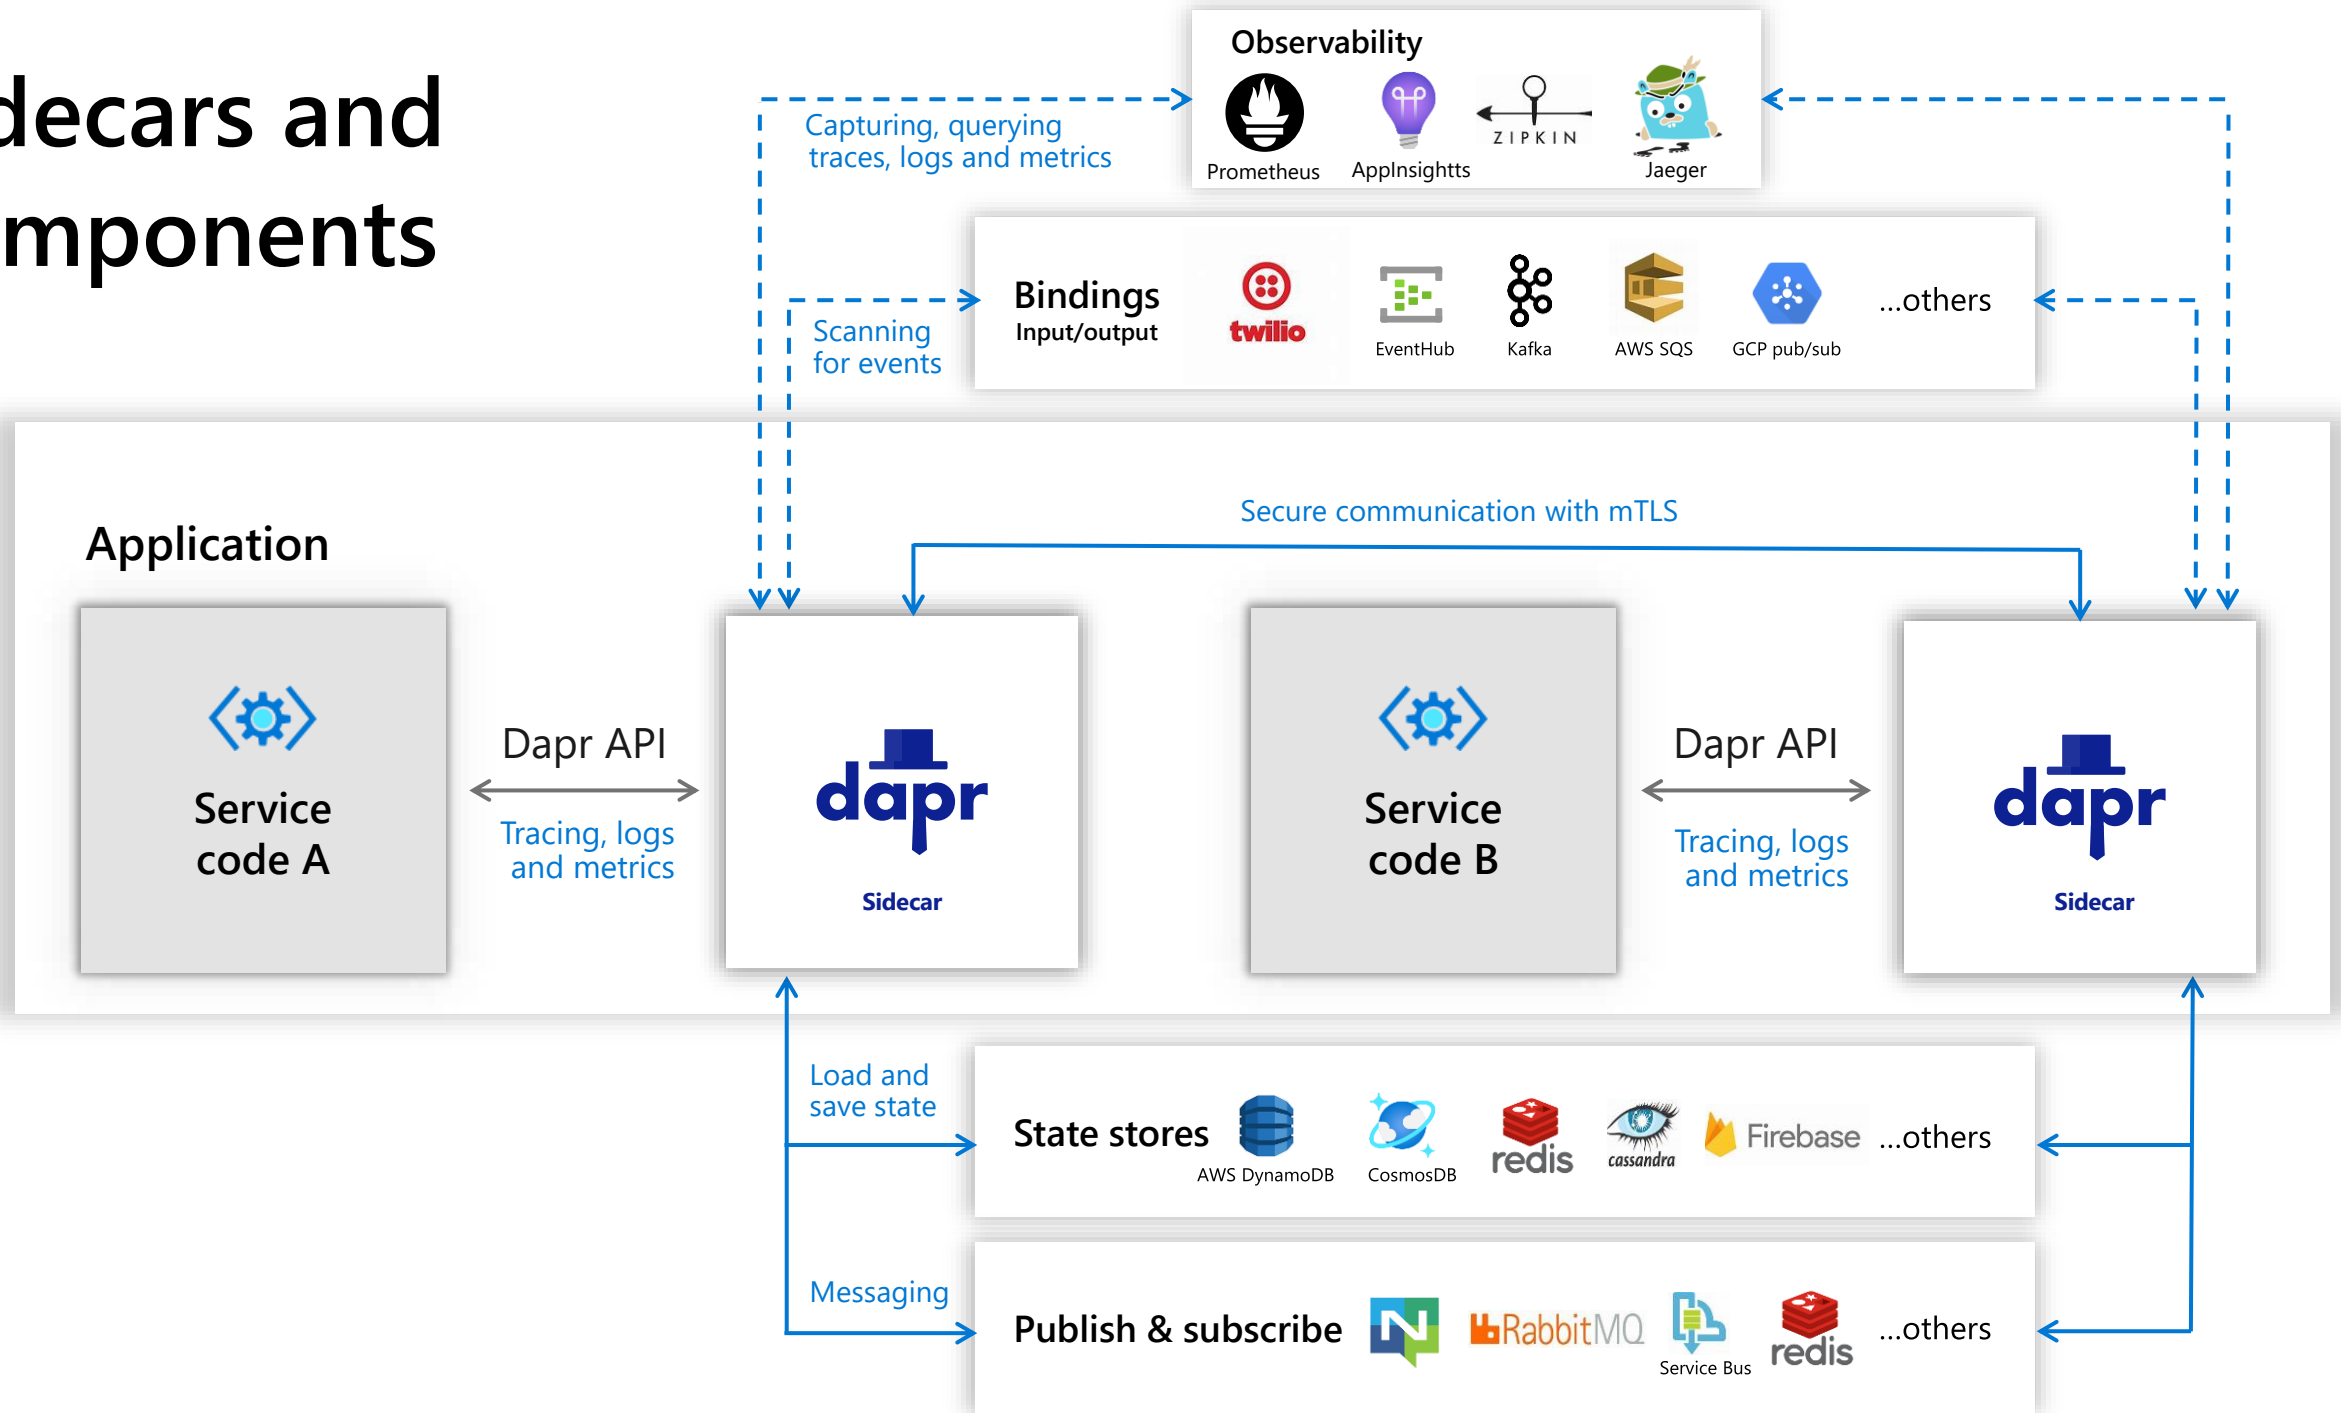 decars and
mponents
Observability
Prometheus
AppInsightts
ZIPKIN
Jaeger
Capturing, querying
traces, logs and metrics
Bindings
Input/output
twilio
EventHub
Kafka
AWS SQS
GCP pub/sub
...others
Scanning
for events
Application
Secure communication with mTLS
Service
code A
Dapr API
Tracing, logs
and metrics
dapr
Sidecar
Service
code B
Dapr API
Tracing, logs
and metrics
dapr
Sidecar
Load and
save state
State stores
AWS DynamoDB
CosmosDB
redis
cassandra
Firebase
...others
Messaging
Publish & subscribe
N
RabbitMQ
Service Bus
redis
...others